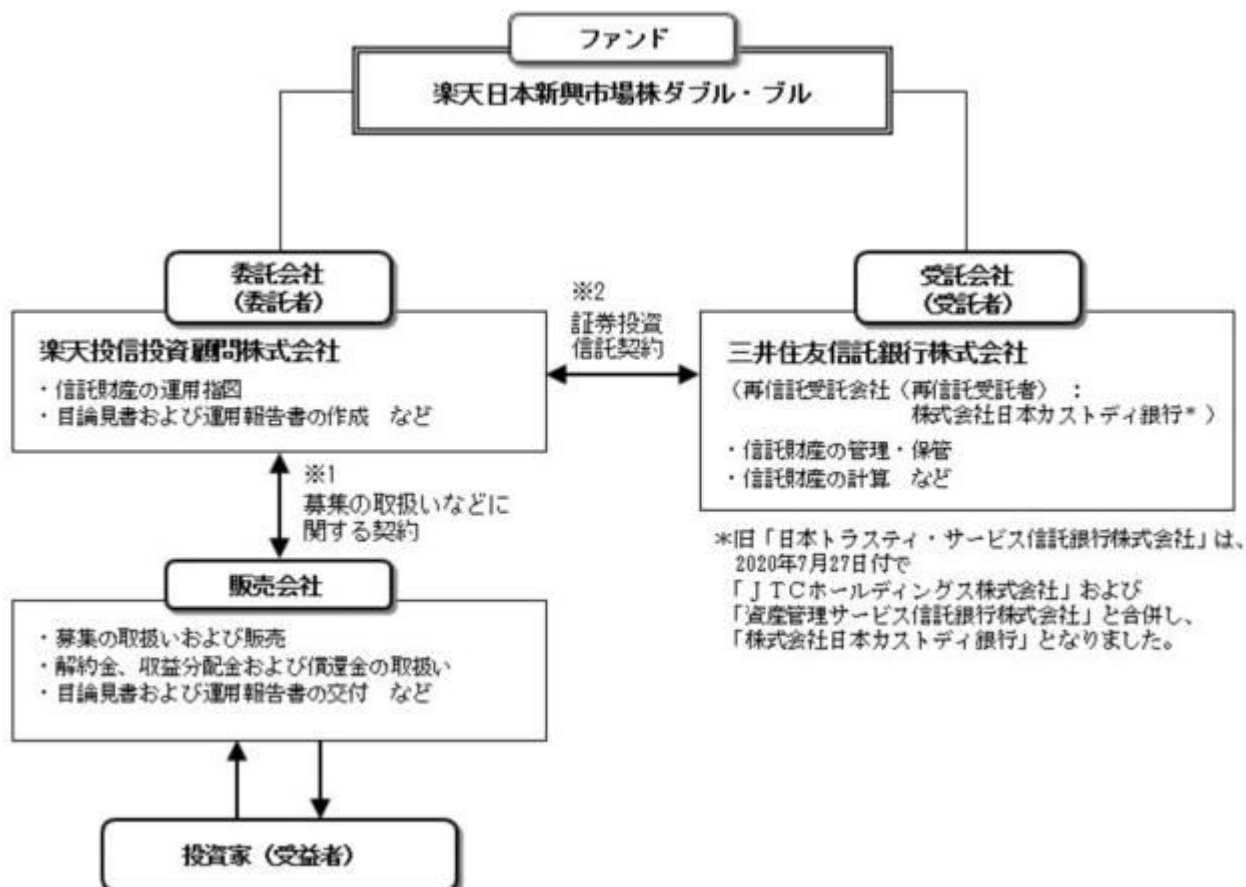 ファンド
楽天日本新興市場株ダブル・ブル
委託会社
(委託者)
楽天投信投資顧問株式会社
・信託財産の運用指図
・目論見書および運用報告書の作成 など
※2
証券投資
信託契約
受託会社
(受託者)
三井住友信託銀行株式会社
(再信託受託会社(再信託受託者) :
株式会社日本カストディ銀行* )
・信託財産の管理・保管
・信託財産の計算 など
※1
募集の取扱いなどに
関する契約
*旧「日本トラスティ・サービス信託銀行株式会社」は、
2020年7月27日付で
「JTCホールディングス株式会社」および
「資産管理サービス信託銀行株式会社」と合併し、
「株式会社日本カストディ銀行」となりました。
販売会社
・募集の取扱いおよび販売
・解約金、収益分配金および償還金の取扱い
・目論見書および運用報告書の交付 など
投資家(受益者)